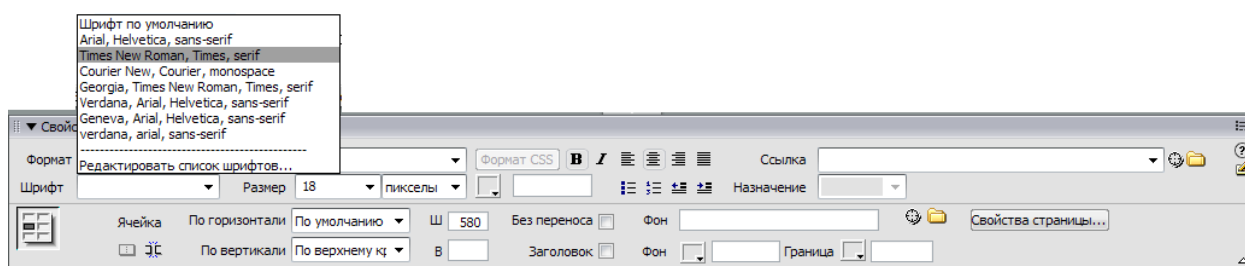 Шрифт по умолчанию
Arial, Helvetica, sans-serif
Times New Roman, Times, serif
Courier New, Courier, monospace
Georgia, Times New Roman, Times, serif
Verdana, Arial, Helvetica, sans-serif
Geneva, Arial, Helvetica, sans-serif
verdana, arial, sans-serif
Редактировать список шрифтов...
Формат Формат CSS B I Ссылка
Шрифт Размер 18 пикселы Назначение
Ячейка По горизонтали По умолчанию Ш 580 Без переноса Фон Свойства страницы...
По вертикали По верхнему В Заголовок Фон Граница